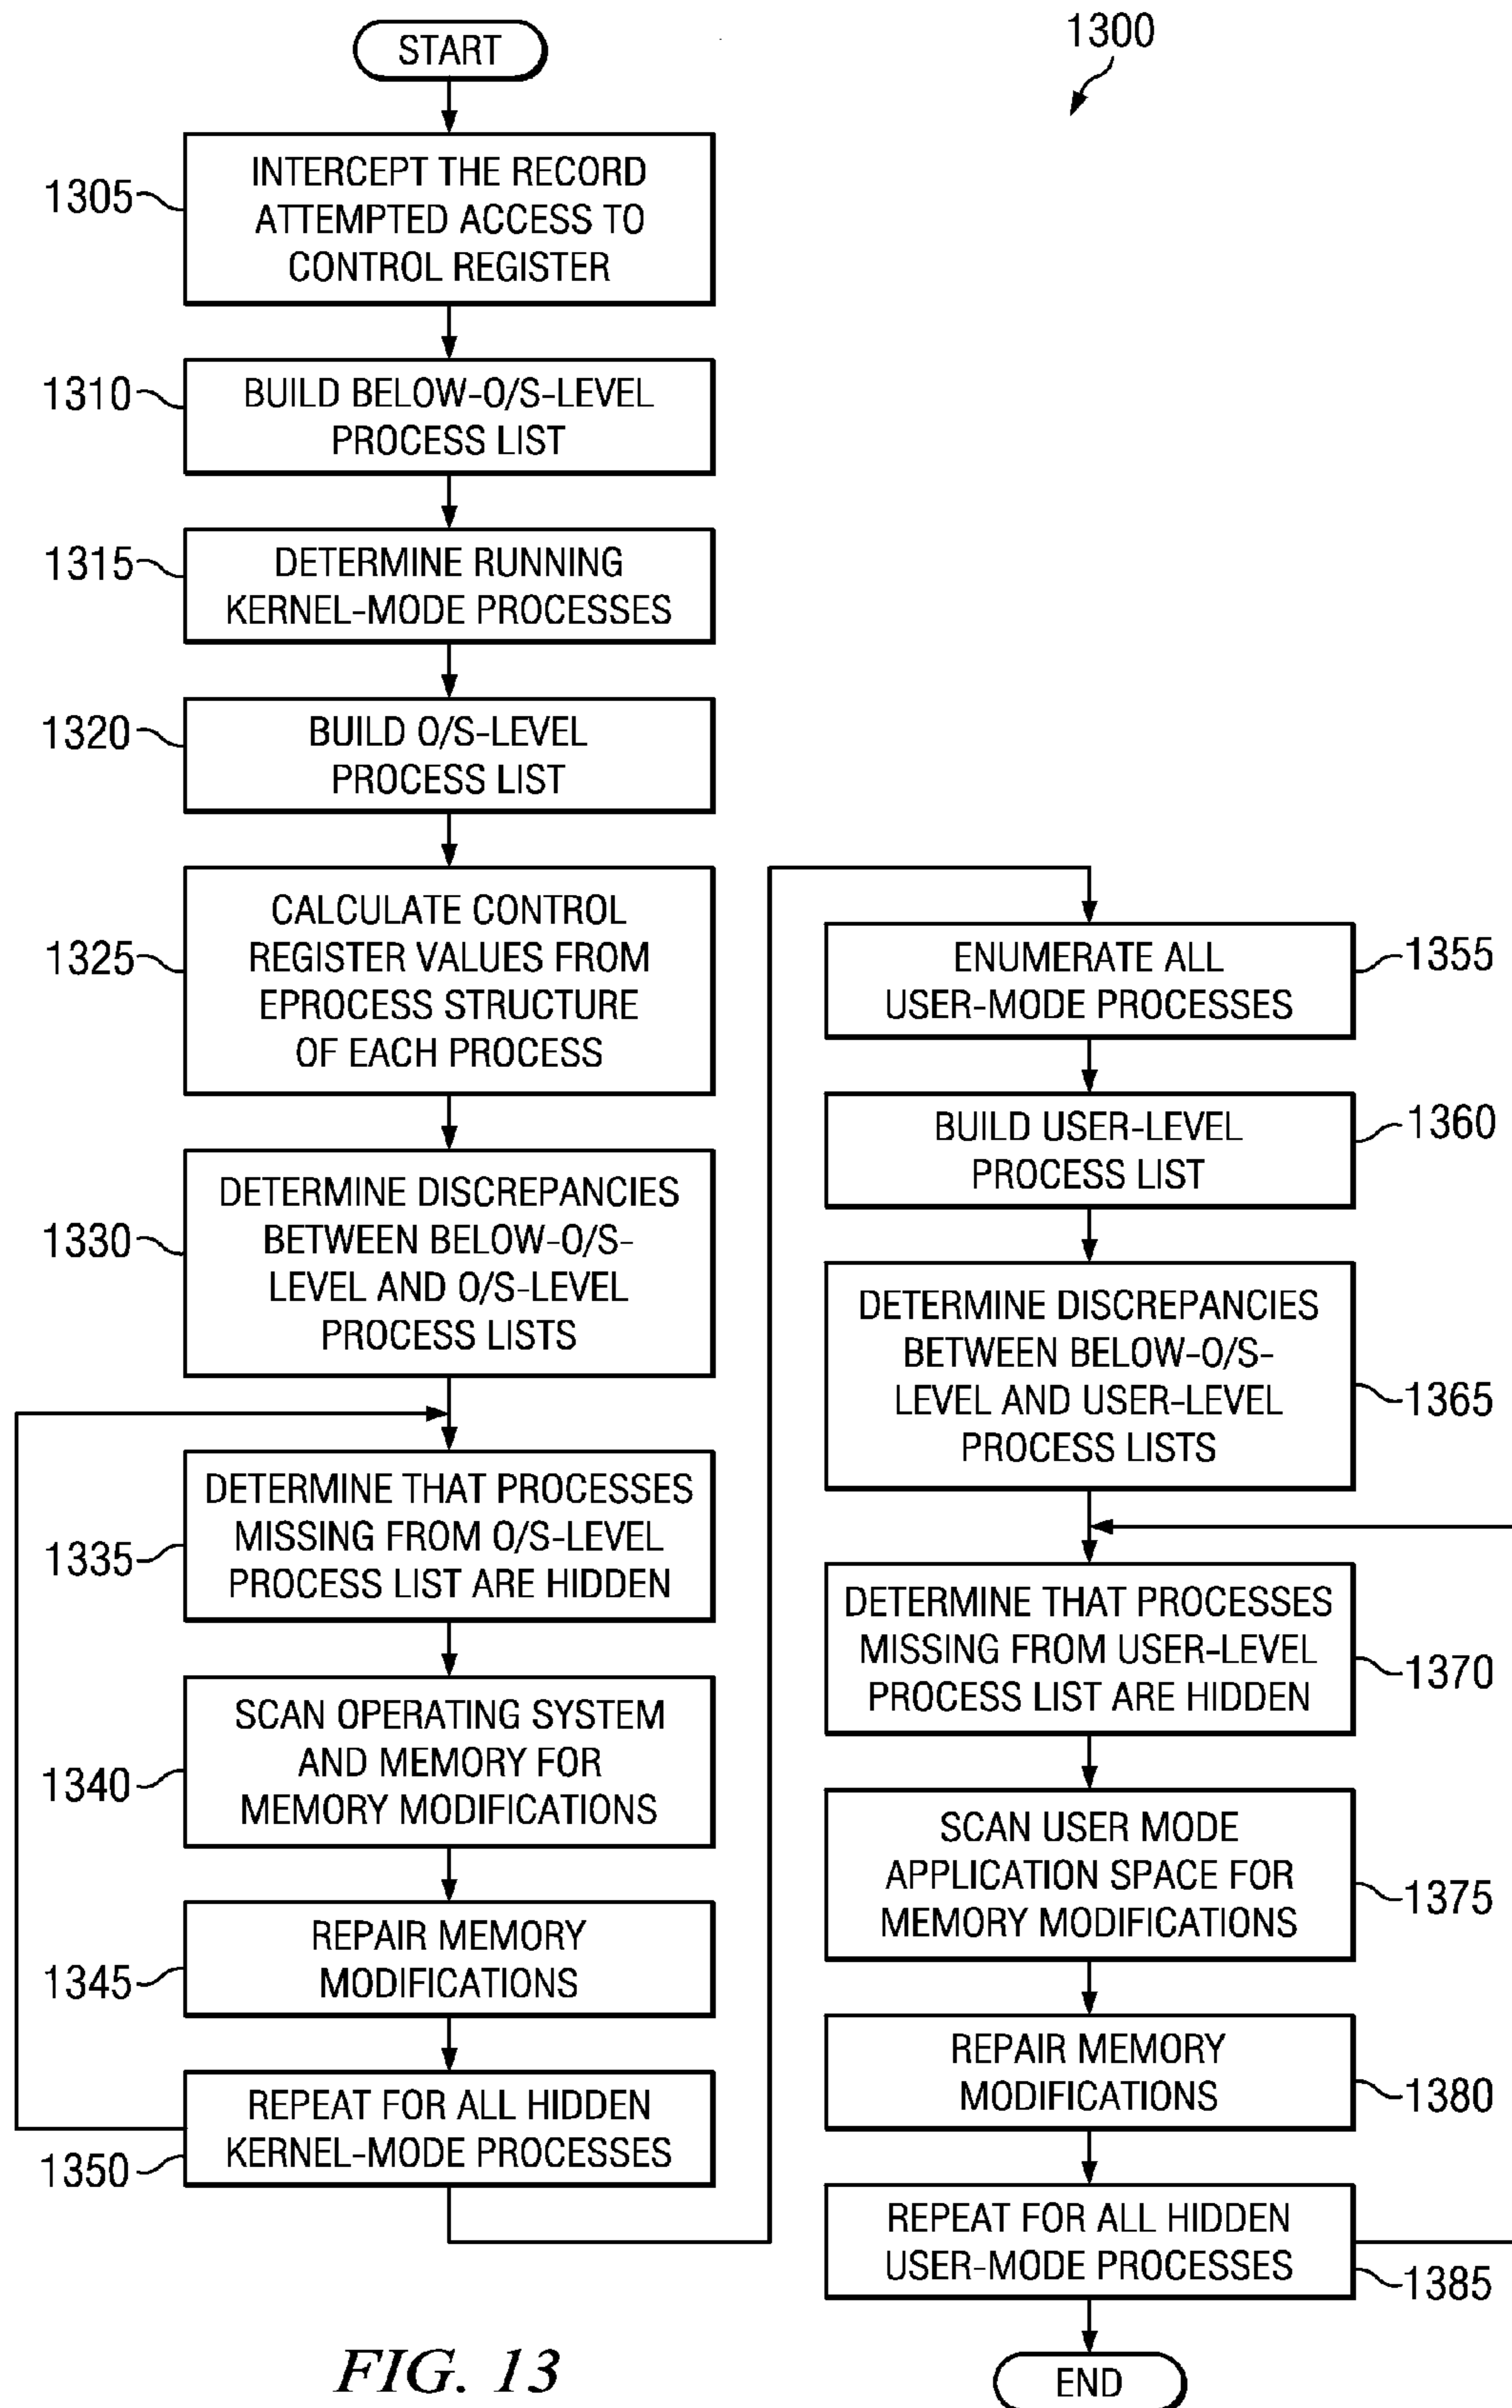 START
1300
1305
INTERCEPT THE RECORD
ATTEMPTED ACCESS TO
CONTROL REGISTER
1310
BUILD BELOW-O/S-LEVEL
PROCESS LIST
1315
DETERMINE RUNNING
KERNEL-MODE PROCESSES
1320
BUILD O/S-LEVEL
PROCESS LIST
1325
CALCULATE CONTROL
REGISTER VALUES FROM
EPROCESS STRUCTURE
OF EACH PROCESS
1330
DETERMINE DISCREPANCIES
BETWEEN BELOW-O/S-
LEVEL AND O/S-LEVEL
PROCESS LISTS
1335
DETERMINE THAT PROCESSES
MISSING FROM O/S-LEVEL
PROCESS LIST ARE HIDDEN
1340
SCAN OPERATING SYSTEM
AND MEMORY FOR
MEMORY MODIFICATIONS
1345
REPAIR MEMORY
MODIFICATIONS
1350
REPEAT FOR ALL HIDDEN
KERNEL-MODE PROCESSES
ENUMERATE ALL
USER-MODE PROCESSES
1355
BUILD USER-LEVEL
PROCESS LIST
1360
DETERMINE DISCREPANCIES
BETWEEN BELOW-O/S-
LEVEL AND USER-LEVEL
PROCESS LISTS
1365
DETERMINE THAT PROCESSES
MISSING FROM USER-LEVEL
PROCESS LIST ARE HIDDEN
1370
SCAN USER MODE
APPLICATION SPACE FOR
MEMORY MODIFICATIONS
1375
REPAIR MEMORY
MODIFICATIONS
1380
REPEAT FOR ALL HIDDEN
USER-MODE PROCESSES
1385
END
FIG. 13